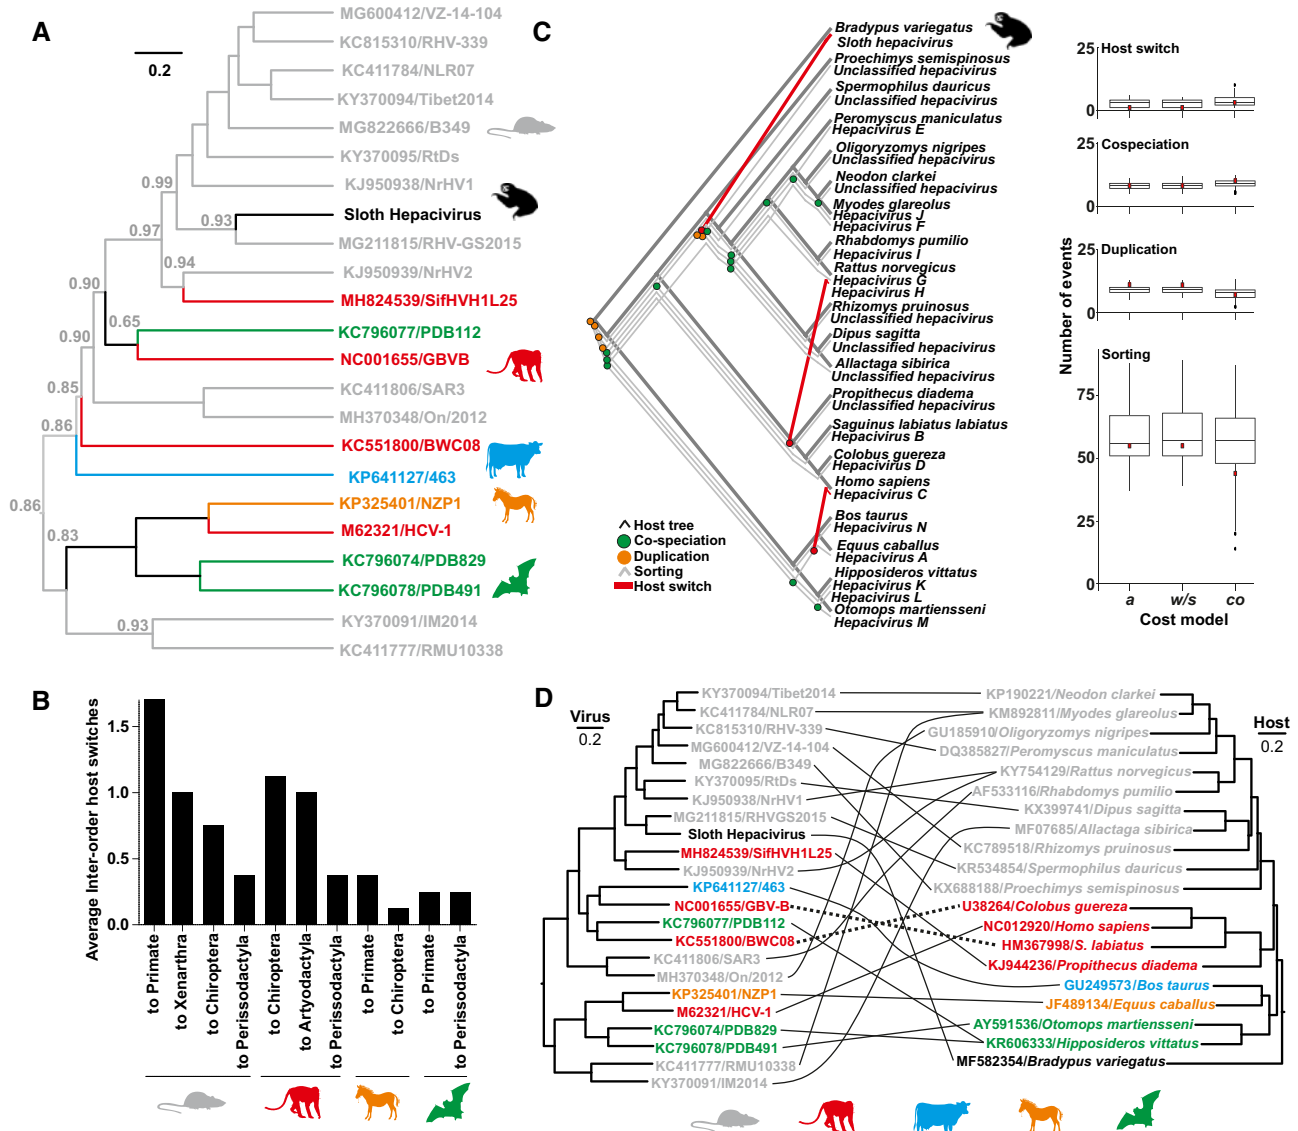 A
MG600412/VZ-14-104
KC815310/RHV-339
0.2
KC411784/NLR07
KY370094/Tibet2014
MG822666/B349
KY370095/RtDs
0.99
KJ950938/NrHV1
0.93
Sloth Hepacivirus
0.97
MG211815/RHV-GS2015
0.94
KJ950939/NrHV2
0.90
MH824539/SifHVH1L25
0.65
KC796077/PDB112
0.90
NC001655/GBVB
0.85
KC411806/SAR3
MH370348/On/2012
0.86
KC551800/BWC08
KP641127/463
0.86
KP325401/NZP1
M62321/HCV-1
0.83
KC796074/PDB829
KC796078/PDB491
0.93
KY370091/IM2014
KC411777/RMU10338
B
Average Inter-order host switches
1.5
1.0
0.5
0.0
to Primate
to Xenarthra
to Chiroptera
to Perissodactyla
to Chiroptera
to Artyodactyla
to Perissodactyla
to Primate
to Chiroptera
to Primate
to Perissodactyla
C
Bradypus variegatus
Sloth hepacivirus
Proechimys semispinosus
Unclassified hepacivirus
Spermophilus dauricus
Unclassified hepacivirus
Peromyscus maniculatus
Hepacivirus E
Oligoryzomys nigripes
Unclassified hepacivirus
Neodon clarkei
Unclassified hepacivirus
Myodes glareolus
Hepacivirus J
Hepacivirus F
Rhabdomys pumilio
Hepacivirus I
Rattus norvegicus
Hepacivirus G
Hepacivirus H
Rhizomys pruinosus
Unclassified hepacivirus
Dipus sagitta
Unclassified hepacivirus
Allactaga sibirica
Unclassified hepacivirus
Propithecus diadema
Unclassified hepacivirus
Saguinus labiatus labiatus
Hepacivirus B
Colobus guereza
Hepacivirus D
Homo sapiens
Hepacivirus C
Bos taurus
Hepacivirus N
Equus caballus
Hepacivirus A
Hipposideros vittatus
Hepacivirus K
Hepacivirus L
Otomops martiensseni
Hepacivirus M
Host tree
Co-speciation
Duplication
Sorting
Host switch
Number of events
25
Host switch
0
25
Cospeciation
0
25
Duplication
0
Sorting
75
50
25
0
a
w/s
co
Cost model
D
Virus
0.2
KY370094/Tibet2014
KC411784/NLR07
KC815310/RHV-339
MG600412/VZ-14-104
MG822666/B349
KY370095/RtDs
KJ950938/NrHV1
MG211815/RHVGS2015
Sloth Hepacivirus
MH824539/SifHVH1L25
KJ950939/NrHV2
KP641127/463
NC001655/GBV-B
KC796077/PDB112
KC551800/BWC08
KC411806/SAR3
MH370348/On/2012
KP325401/NZP1
M62321/HCV-1
KC796074/PDB829
KC796078/PDB491
KC411777/RMU10338
KY370091/IM2014
Host
0.2
KP190221/Neodon clarkei
KM892811/Myodes glareolus
GU185910/Oligoryzomys nigripes
DQ385827/Peromyscus maniculatus
KY754129/Rattus norvegicus
AF533116/Rhabdomys pumilio
KX399741/Dipus sagitta
MF07685/Allactaga sibirica
KC789518/Rhizomys pruinosus
KR534854/Spermophilus dauricus
KX688188/Proechimys semispinosus
U38264/Colobus guereza
NC012920/Homo sapiens
HM367998/S. labiatus
KJ944236/Propithecus diadema
GU249573/Bos taurus
JF489134/Equus caballus
AY591536/Otomops martiensseni
KR606333/Hipposideros vittatus
MF582354/Bradypus variegatus